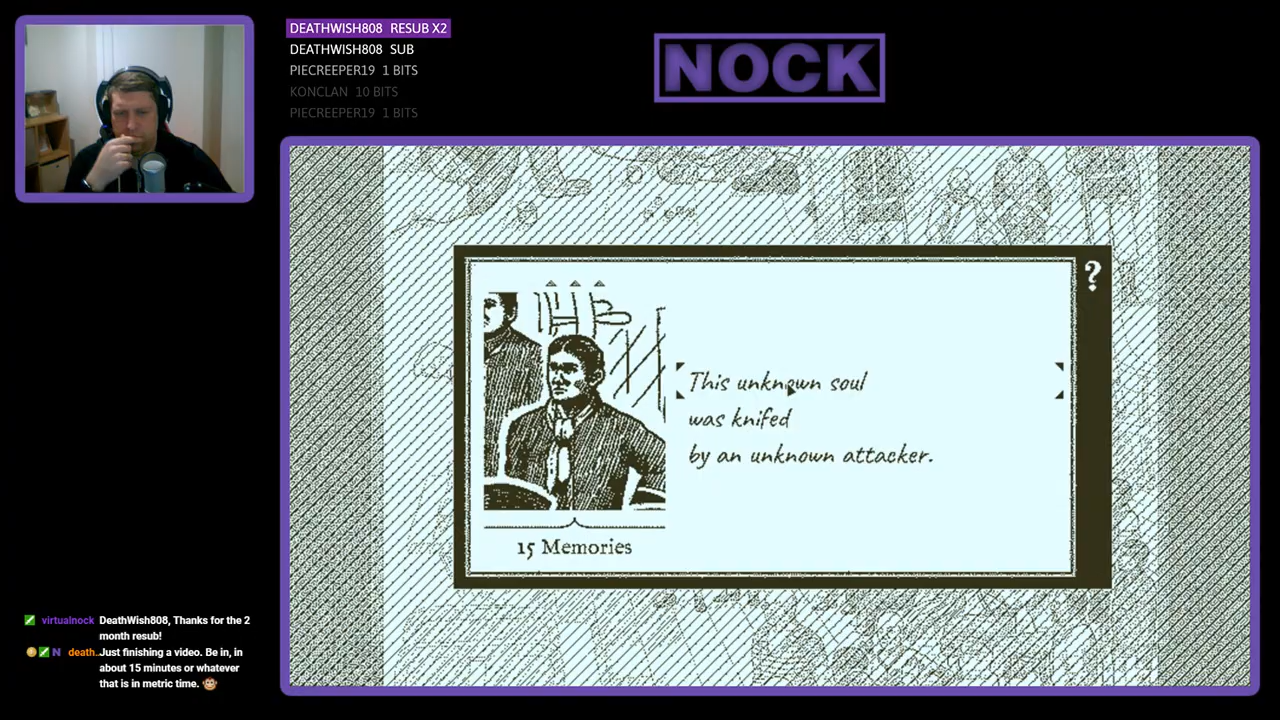 DEATHWISH808 RESUB X2
DEATHWISH808 SUB
PIECREEPER19 1 BITS
KONCLAN 10 BITS
PIECREEPER19 1 BITS
NOCK
?
This unknown soul
was knifed
by an unknown attacker.
15 Memories
virtualnock DeathWish808, Thanks for the 2
month resub!
N death.. Just finishing a video. Be in, in
about 15 minutes or whatever
that is in metric time.